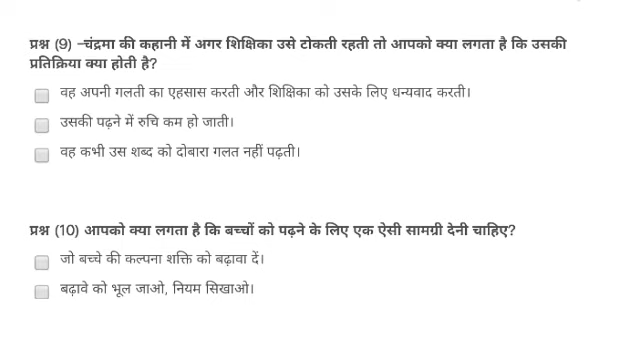 प्रश्न (9) –चंद्रमा की कहानी में अगर शिक्षिका उसे टोकती रहती तो आपको क्या लगता है कि उसकी
प्रतिक्रिया क्या होती है?
वह अपनी गलती का एहसास करती और शिक्षिका को उसके लिए धन्यवाद करती।
उसकी पढ़ने में रुचि कम हो जाती।
वह कभी उस शब्द को दोबारा गलत नहीं पढ़ती।
प्रश्न (10) आपको क्या लगता है कि बच्चों को पढ़ने के लिए एक ऐसी सामग्री देनी चाहिए?
जो बच्चे की कल्पना शक्ति को बढ़ावा दें।
बढ़ावे को भूल जाओ, नियम सिखाओ।